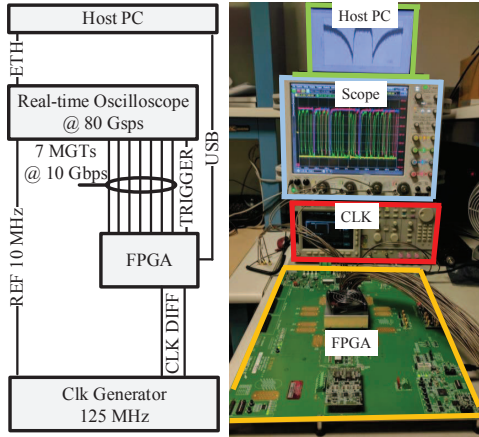 Host PC
ETH
Real-time Oscilloscope
@ 80 Gsps
7 MGTs
@ 10 Gbps
TRIGGER
USB
FPGA
REF 10 MHz
CLK DIFF
Clk Generator
125 MHz
Host PC
Scope
CLK
FPGA